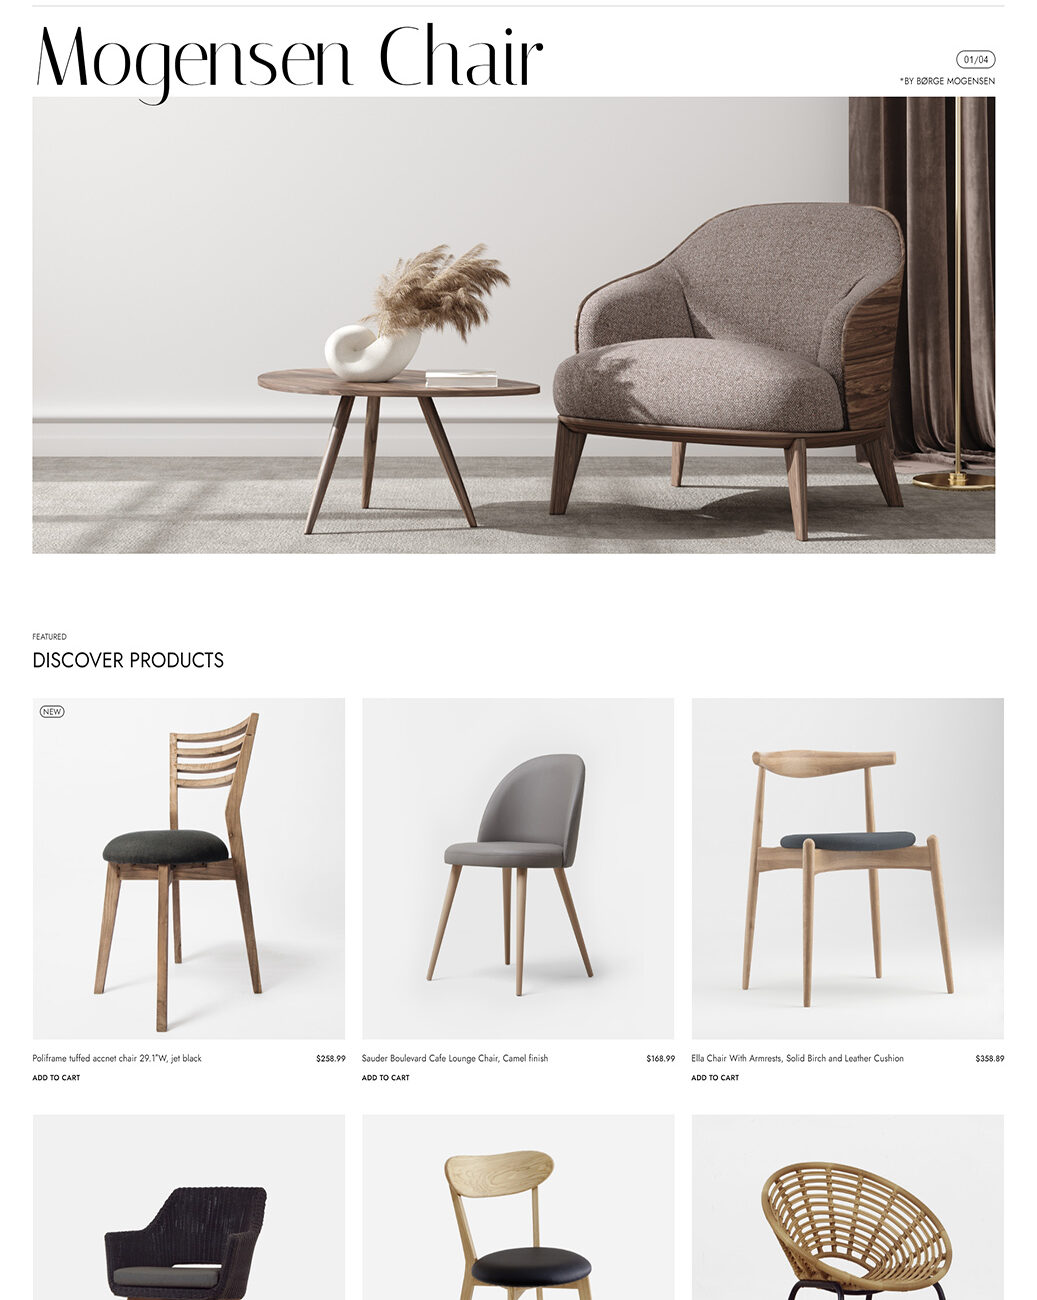 Mogensen Chair
01/04
*BY BØRGE MOGENSEN
FEATURED
DISCOVER PRODUCTS
NEW
Poliframe tuffed accnet chair 29.1"W, jet black
$258.99
ADD TO CART
Sauder Boulevard Cafe Lounge Chair, Camel finish
$168.99
ADD TO CART
Ella Chair With Armrests, Solid Birch and Leather Cushion
$358.89
ADD TO CART